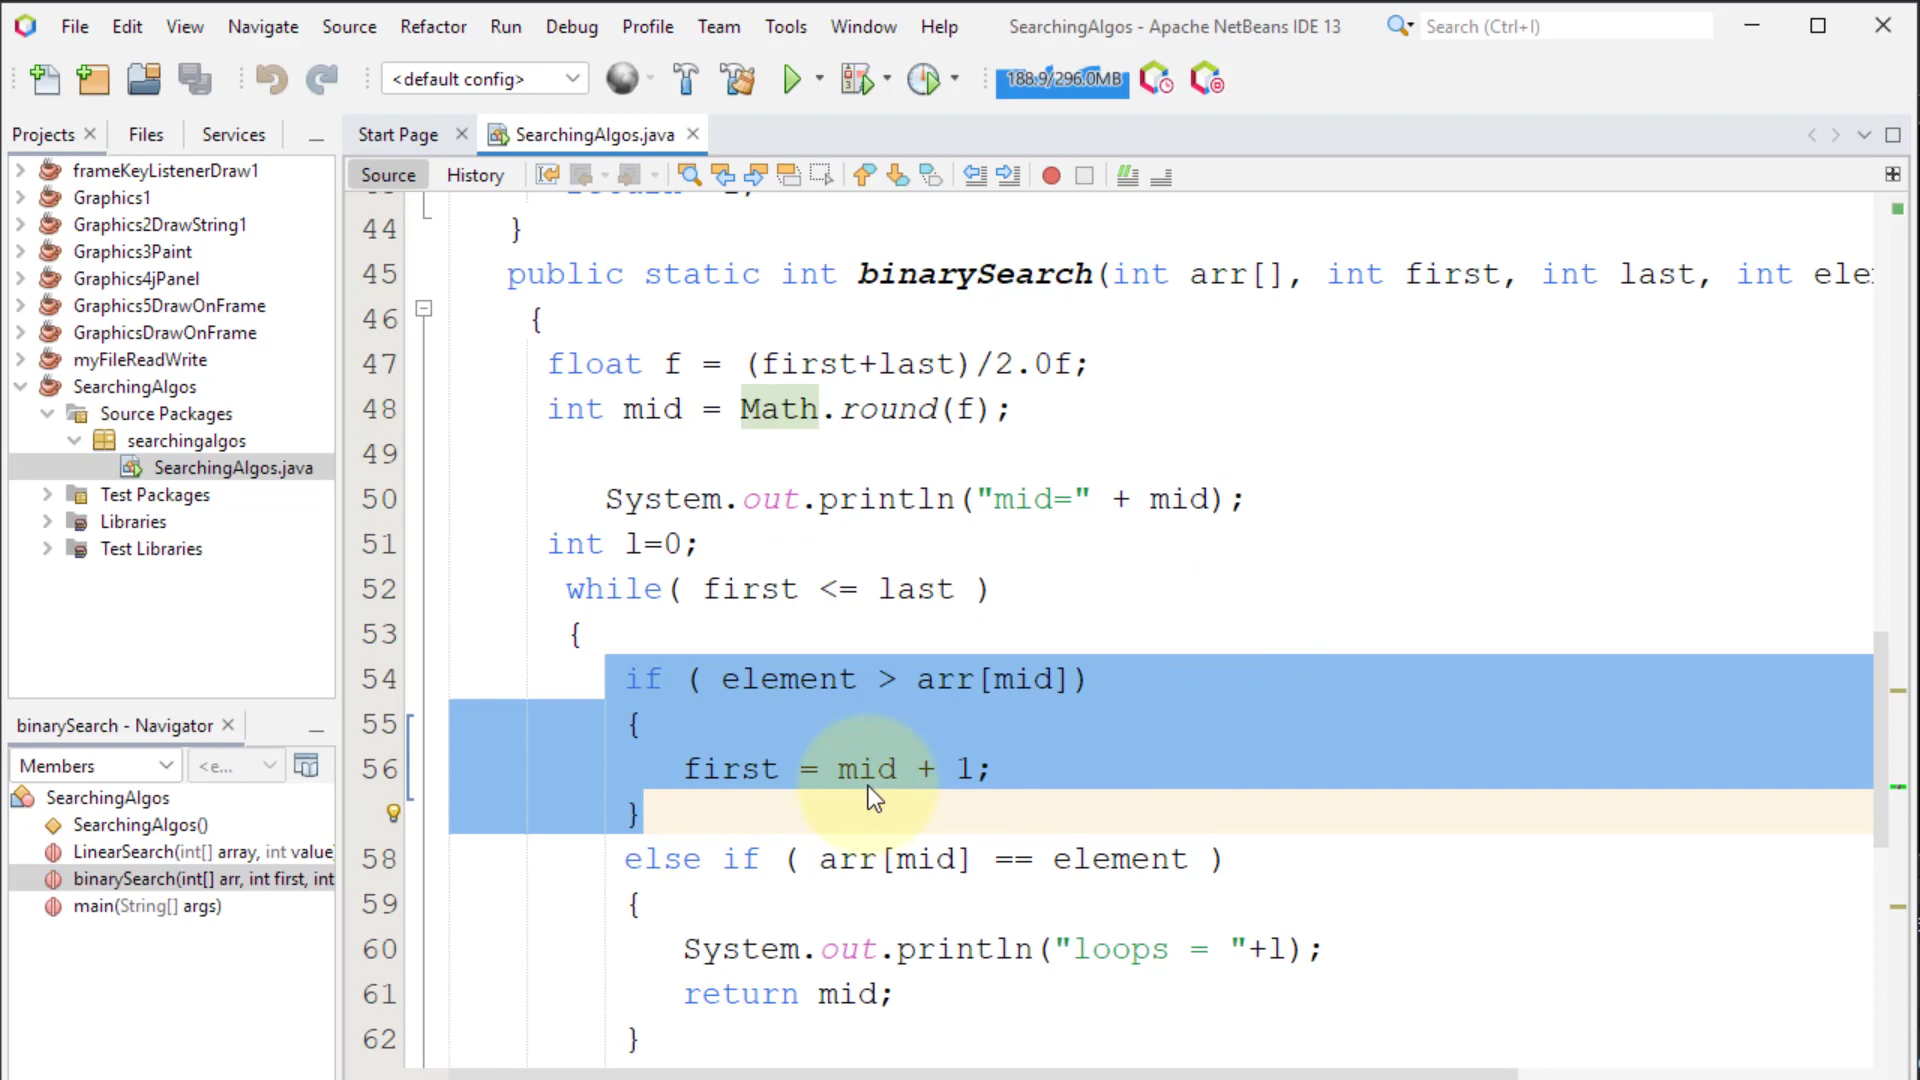 File Edit View Navigate Source Refactor Run Debug Profile Team Tools Window Help SearchingAlgos - Apache NetBeans IDE 13 Search (Ctrl+I)
<default config> 188.9/296.0MB
Projects Files Services
frameKeyListenerDraw1
Graphics1
Graphics2DrawString1
Graphics3Paint
Graphics4jPanel
Graphics5DrawOnFrame
GraphicsDrawOnFrame
myFileReadWrite
SearchingAlgos
Source Packages
searchingalgos
SearchingAlgos.java
Test Packages
Libraries
Test Libraries
binarySearch - Navigator
Members <e...
SearchingAlgos
SearchingAlgos()
LinearSearch(int[] array, int value
binarySearch(int[] arr, int first, int
main(String[] args)
Start Page SearchingAlgos.java
Source History
44 }
45 public static int binarySearch(int arr[], int first, int last, int ele
46 {
47 float f = (first+last)/2.0f;
48 int mid = Math.round(f);
49
50 System.out.println("mid=" + mid);
51 int l=0;
52 while( first <= last )
53 {
54 if ( element > arr[mid])
55 {
56 first = mid + 1;
}
58 else if ( arr[mid] == element )
59 {
60 System.out.println("loops = "+l);
61 return mid;
62 }